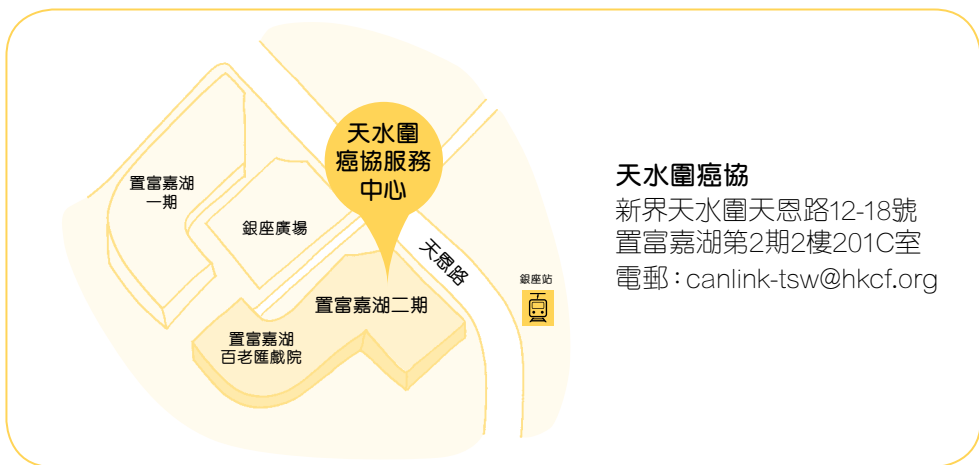 天水圍
癌協服務
中心
置富嘉湖
一期
銀座廣場
天恩路
銀座站
置富嘉湖二期
置富嘉湖
百老匯戲院
天水圍癌協
新界天水圍天恩路12-18號
置富嘉湖第2期2樓201C室
電郵：canlink-tsw@hkcf.org